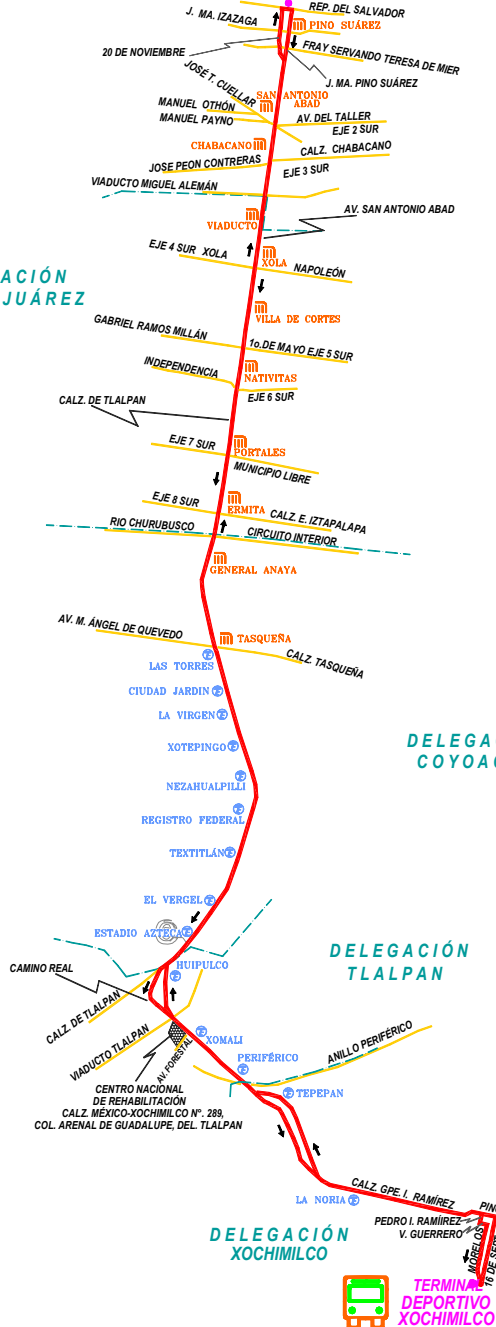 REP. DEL SALVADOR
J. MA. IZAZAGA
PINO SUÁREZ
20 DE NOVIEMBRE
FRAY SERVANDO TERESA DE MIER
JOSÉ T. CUELLAR
J. MA. PINO SUÁREZ
SAN ANTONIO
ABAD
MANUEL OTHÓN
MANUEL PAYNO
AV. DEL TALLER
EJE 2 SUR
CHABACANO
CALZ. CHABACANO
JOSE PEON CONTRERAS
EJE 3 SUR
VIADUCTO MIGUEL ALEMÁN
VIADUCTO
AV. SAN ANTONIO ABAD
EJE 4 SUR XOLA
XOLA
NAPOLEÓN
ACIÓN
JUÁREZ
VILLA DE CORTES
GABRIEL RAMOS MILLÁN
1o.DE MAYO EJE 5 SUR
INDEPENDENCIA
NATIVITAS
EJE 6 SUR
CALZ. DE TLALPAN
EJE 7 SUR
PORTALES
MUNICIPIO LIBRE
EJE 8 SUR
ERMITA
CALZ. E. IZTAPALAPA
RIO CHURUBUSCO
CIRCUITO INTERIOR
GENERAL ANAYA
AV. M. ÁNGEL DE QUEVEDO
TASQUEÑA
CALZ. TASQUEÑA
LAS TORRES
CIUDAD JARDIN
LA VIRGEN
XOTEPINGO
DELEGAC
COYOAC
NEZAHUALPILLI
REGISTRO FEDERAL
TEXTITLÁN
EL VERGEL
ESTADIO AZTECA
DELEGACIÓN
TLALPAN
HUIPULCO
CAMINO REAL
CALZ. DE TLALPAN
VIADUCTO TLALPAN
AV. FORESTAL
XOMALI
ANILLO PERIFÉRICO
PERIFÉRICO
TEPEPAN
CENTRO NACIONAL
DE REHABILITACIÓN
CALZ. MÉXICO-XOCHIMILCO Nº. 289,
COL. ARENAL DE GUADALUPE, DEL. TLALPAN
CALZ. GPE. I. RAMÍREZ
LA NORIA
PINO
PEDRO I. RAMÍIREZ
V. GUERRERO
MORELOS
16 DE SEPT
DELEGACIÓN
XOCHIMILCO
TERMINAL
DEPORTIVO
XOCHIMILCO